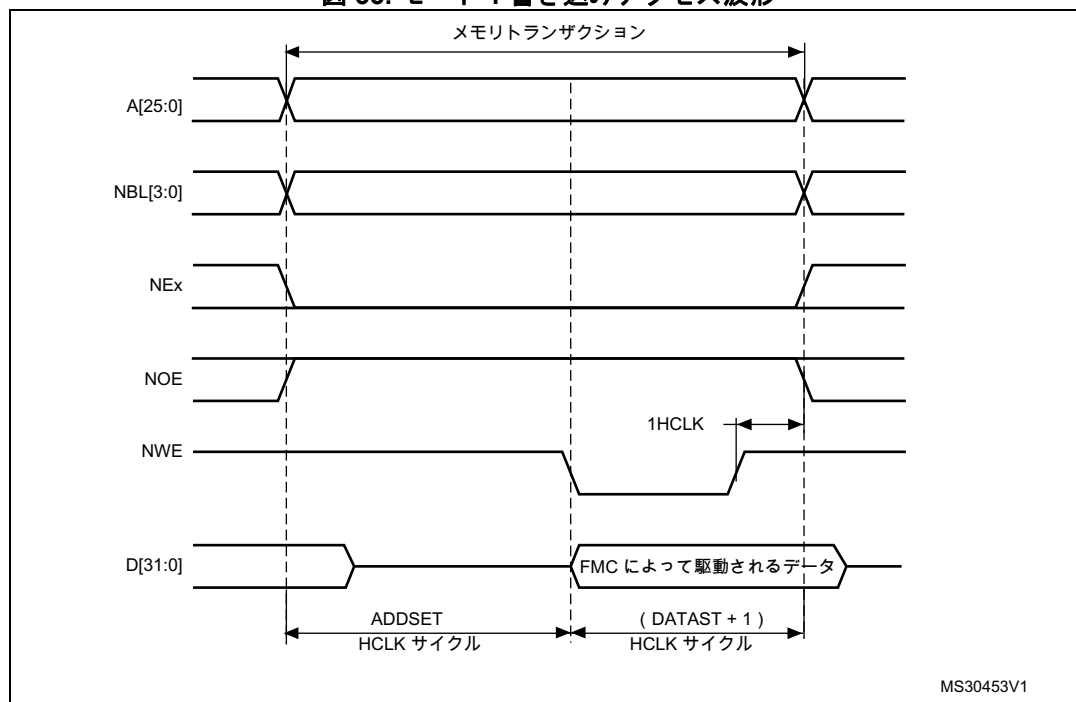 メモリトランザクション
A[25:0]
NBL[3:0]
NEx
NOE
1HCLK
NWE
D[31:0]
FMC によって駆動されるデータ
ADDSET
HCLK サイクル
( DATAST + 1 )
HCLK サイクル
MS30453V1